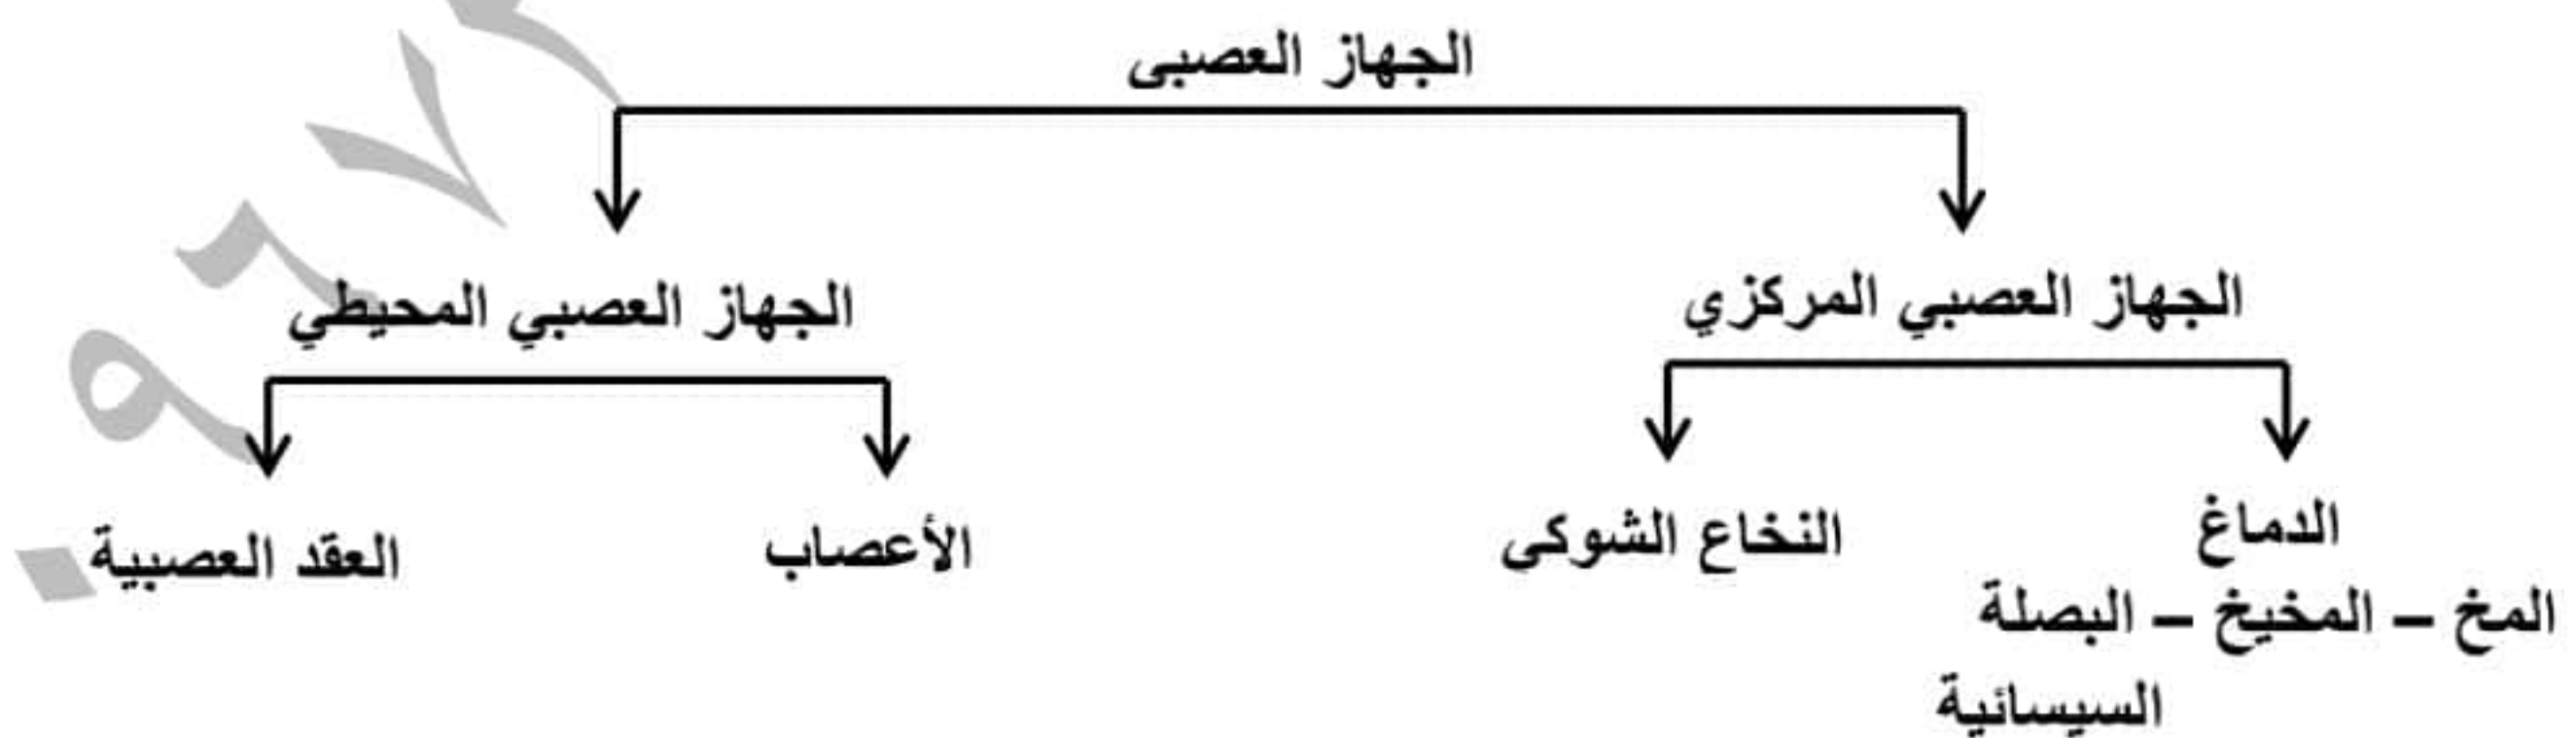 الجهاز العصبى
الجهاز العصبي المركزي
الجهاز العصبي المحيطي
الدماغ
المخ – المخيخ – البصلة
السيسائية
النخاع الشوكى
الأعصاب
العقد العصبية